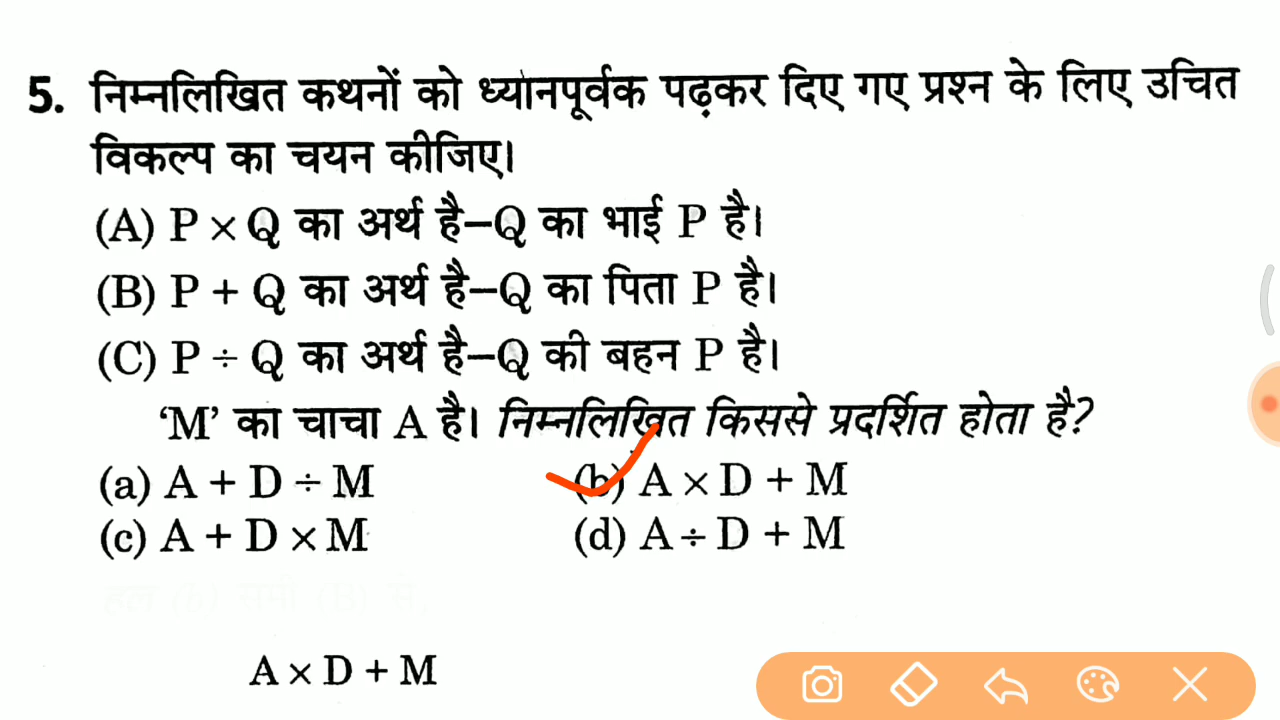 5. निम्नलिखित कथनों को ध्यानपूर्वक पढ़कर दिए गए प्रश्न के लिए उचित
विकल्प का चयन कीजिए।
(A) P × Q का अर्थ है–Q का भाई P है।
(B) P + Q का अर्थ है–Q का पिता P है।
(C) P ÷ Q का अर्थ है–Q की बहन P है।
‘M’ का चाचा A है। निम्नलिखित किससे प्रदर्शित होता है?
(a) A + D ÷ M (b) A × D + M
(c) A + D × M (d) A ÷ D + M
A × D + M